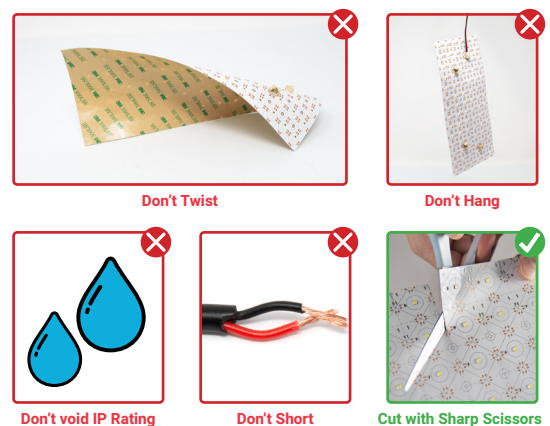 Don't Twist
Don't Hang
Don't void IP Rating
Don't Short
Cut with Sharp Scissors